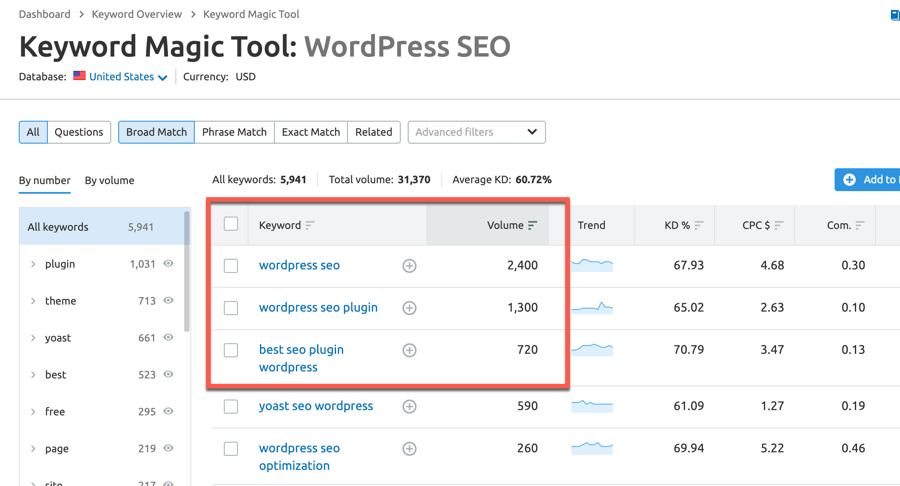 Dashboard > Keyword Overview > Keyword Magic Tool
Keyword Magic Tool: WordPress SEO
Database: United States Currency: USD
All Questions Broad Match Phrase Match Exact Match Related Advanced filters
By number By volume All keywords: 5,941 Total volume: 31,370 Average KD: 60.72% Add to
All keywords 5,941
plugin 1,031
theme 713
yoast 661
best 523
free 295
page 219
site 217
Keyword Volume Trend KD % CPC $ Com.
wordpress seo 2,400 67.93 4.68 0.30
wordpress seo plugin 1,300 65.02 2.63 0.10
best seo plugin
wordpress 720 70.79 3.47 0.13
yoast seo wordpress 590 61.09 1.27 0.19
wordpress seo
optimization 260 69.94 5.22 0.46